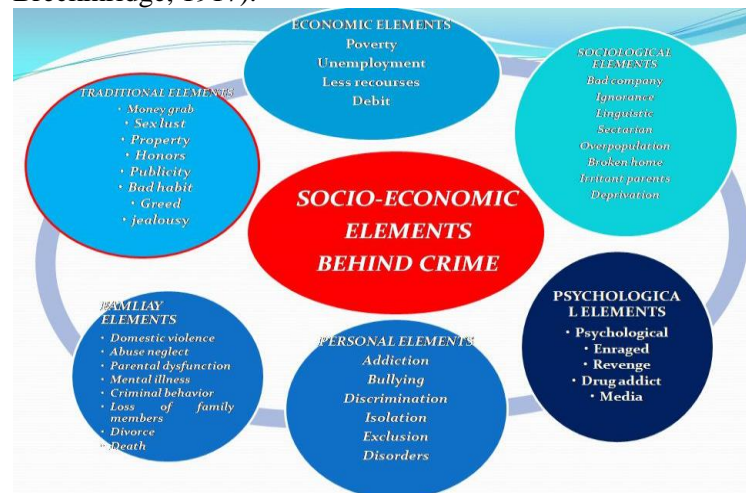 Breckinridge, 1917).
ECONOMIC ELEMENTS
Poverty
Unemployment
Less recourses
Debit
SOCIOLOGICAL
ELEMENTS
Bad company
Ignorance
Linguistic
Sectarian
Overpopulation
Broken home
Irritant parents
Deprivation
TRADITIONAL ELEMENTS
• Money grab
• Sex lust
• Property
• Honors
• Publicity
• Bad habit
• Greed
• jealousy
SOCIO-ECONOMIC
ELEMENTS
BEHIND CRIME
PSYCHOLOGICA
L ELEMENTS
• Psychological
• Enraged
• Revenge
• Drug addict
• Media
PERSONAL ELEMENTS
Addiction
Bullying
Discrimination
Isolation
Exclusion
Disorders
FAMLIAY
ELEMENTS
• Domestic violence
• Abuse neglect
• Parental dysfunction
• Mental illness
• Criminal behavior
• Loss of family
members
• Divorce
• Death